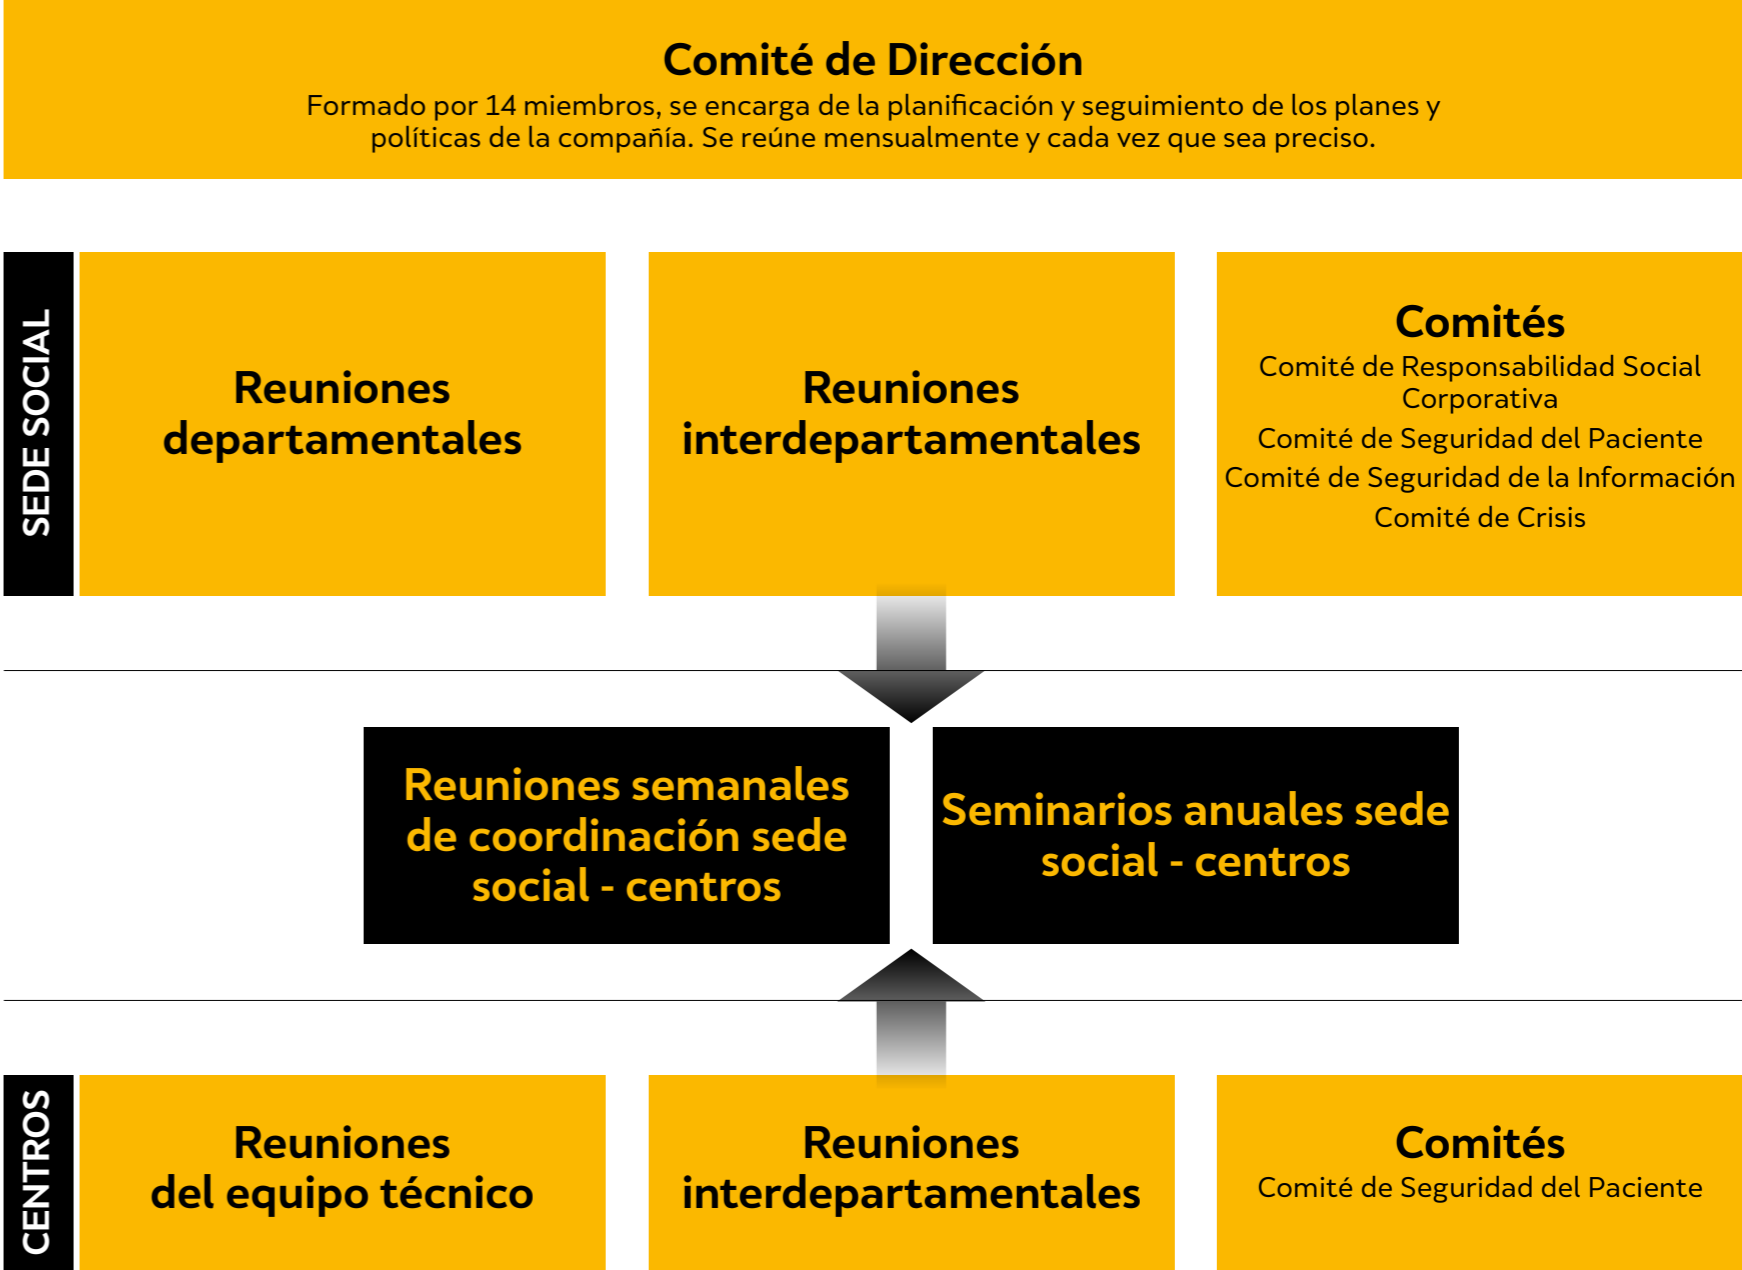 Comité de Dirección
Formado por 14 miembros, se encarga de la planificación y seguimiento de los planes y
políticas de la compañía. Se reúne mensualmente y cada vez que sea preciso.
SEDE SOCIAL
Reuniones
departamentales
Reuniones
interdepartamentales
Comités
Comité de Responsabilidad Social
Corporativa
Comité de Seguridad del Paciente
Comité de Seguridad de la Información
Comité de Crisis
Reuniones semanales
de coordinación sede
social - centros
Seminarios anuales sede
social - centros
CENTROS
Reuniones
del equipo técnico
Reuniones
interdepartamentales
Comités
Comité de Seguridad del Paciente